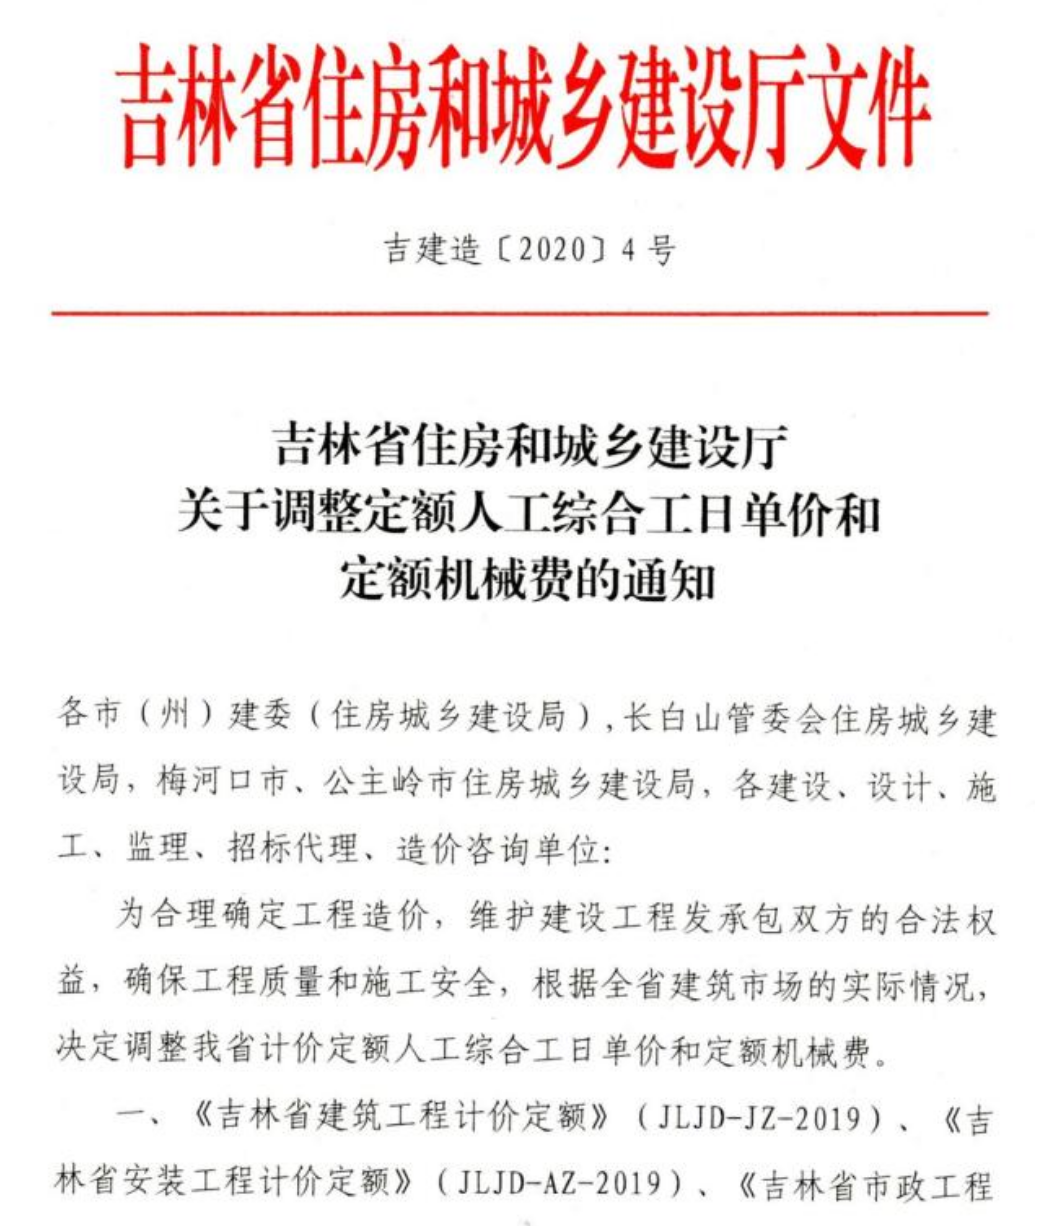 吉林省住房和城乡建设厅文件
吉建造〔2020〕4号
吉林省住房和城乡建设厅
关于调整定额人工综合工日单价和
定额机械费的通知
各市（州）建委（住房城乡建设局）,长白山管委会住房城乡建
设局，梅河口市、公主岭市住房城乡建设局，各建设、设计、施
工、监理、招标代理、造价咨询单位:
为合理确定工程造价，维护建设工程发承包双方的合法权
益，确保工程质量和施工安全，根据全省建筑市场的实际情况，
决定调整我省计价定额人工综合工日单价和定额机械费。
一、《吉林省建筑工程计价定额》（JLJD-JZ-2019）、《吉
林省安装工程计价定额》（JLJD-AZ-2019）、《吉林省市政工程